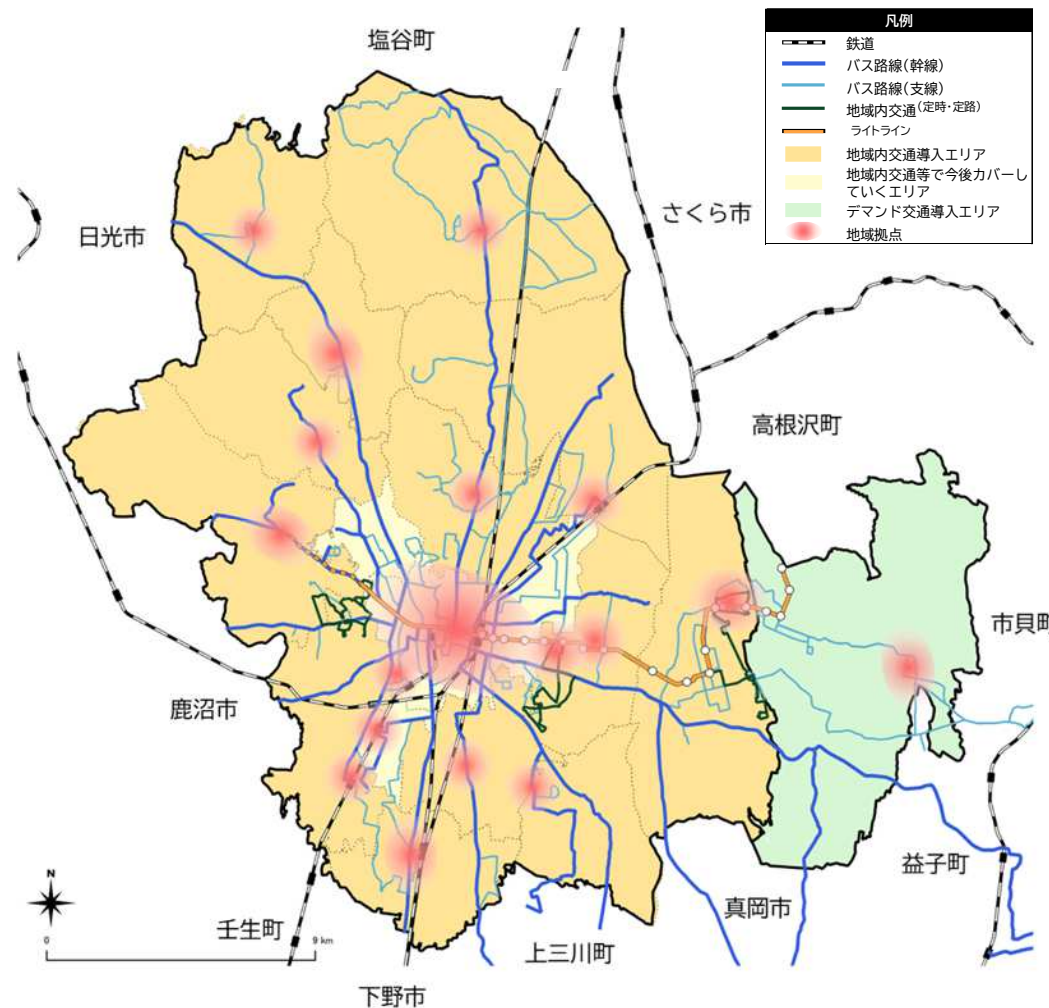 凡例
鉄道
バス路線(幹線)
バス路線(支線)
地域内交通(定時・定路)
ライトライン
地域内交通導入エリア
地域内交通等で今後カバーし
ていくエリア
デマンド交通導入エリア
地域拠点
塩谷町
さくら市
日光市
高根沢町
市貝町
鹿沼市
益子町
真岡市
壬生町
上三川町
下野市
N
0
9 km